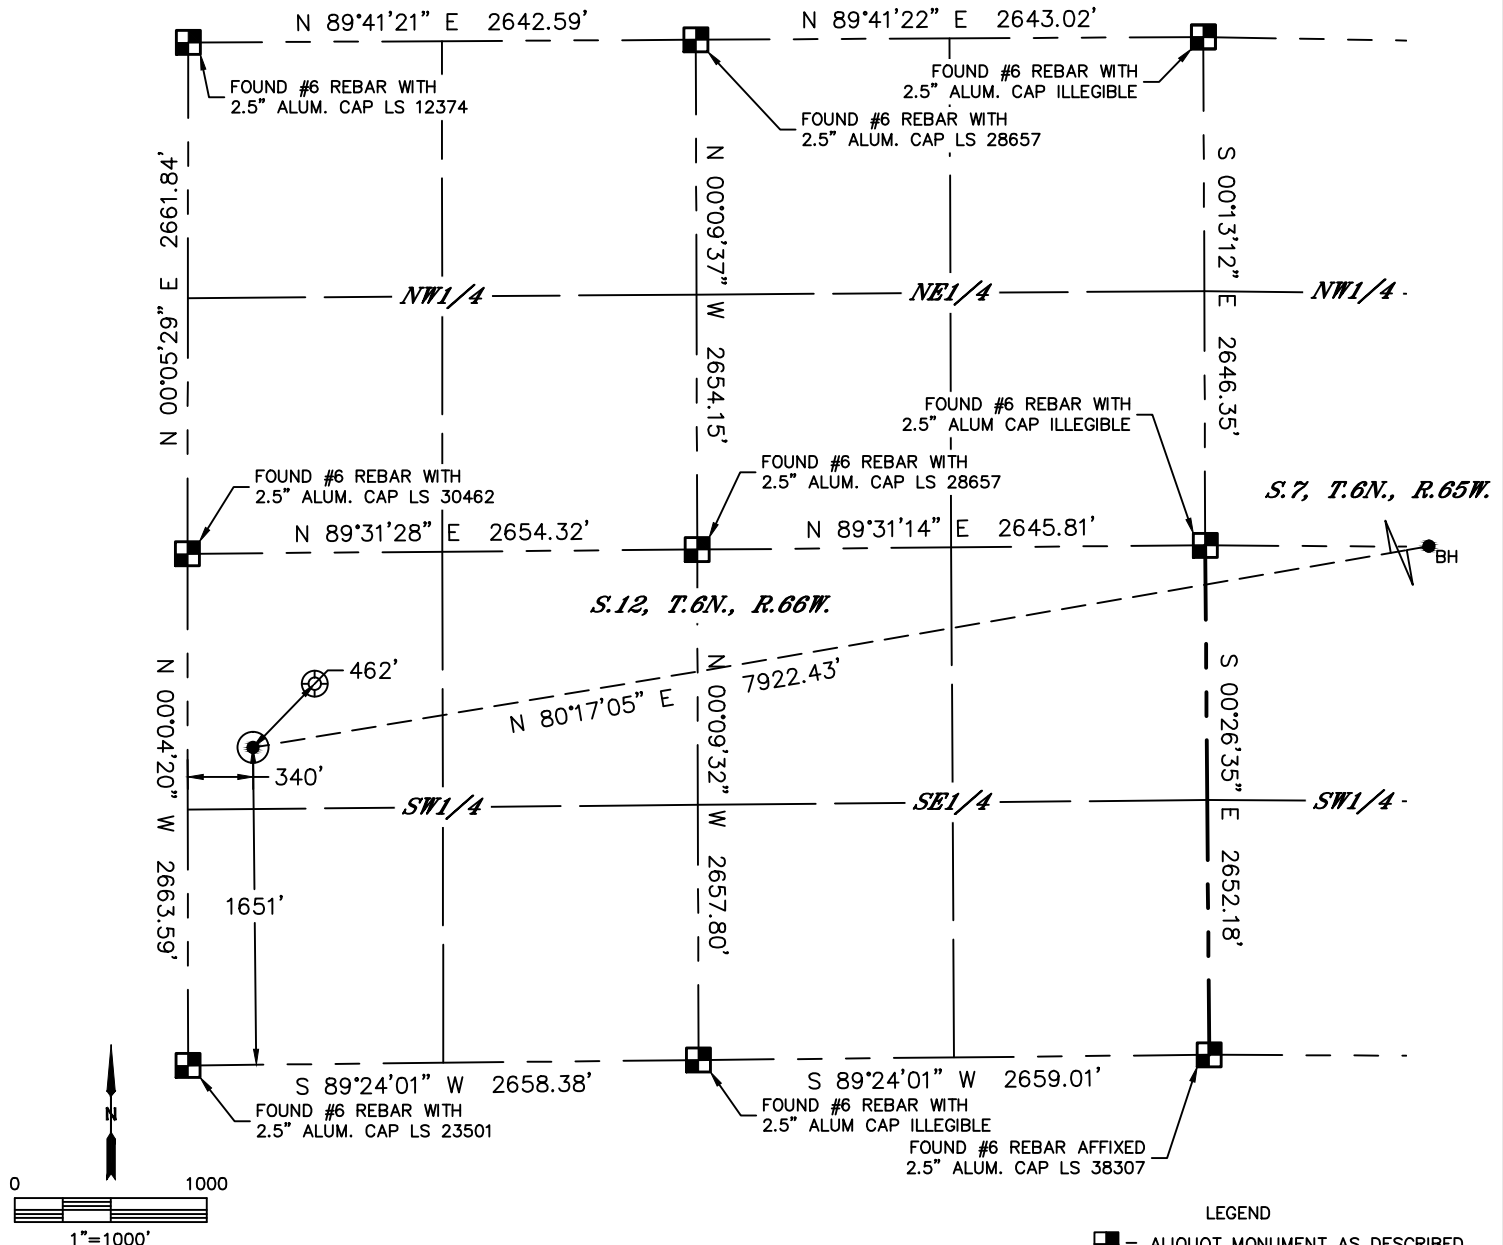 N 89°41'21" E 2642.59'
N 89°41'22" E 2643.02'
FOUND #6 REBAR WITH
2.5" ALUM. CAP LS 12374
FOUND #6 REBAR WITH
2.5" ALUM. CAP LS 28657
FOUND #6 REBAR WITH
2.5" ALUM. CAP ILLEGIBLE
N 00°05'29" E 2661.84'
N 00°09'37" W 2654.15'
S 00°13'12" E 2646.35'
NW1/4
NE1/4
NW1/4
FOUND #6 REBAR WITH
2.5" ALUM. CAP LS 30462
FOUND #6 REBAR WITH
2.5" ALUM. CAP LS 28657
FOUND #6 REBAR WITH
2.5" ALUM CAP ILLEGIBLE
S.7, T.6N., R.65W.
N 89°31'28" E 2654.32'
N 89°31'14" E 2645.81'
BH
S.12, T.6N., R.66W.
462'
N 80°17'05" E 7922.43'
340'
N 00°04'20" W 2663.59'
N 00°09'32" W 2657.80'
S 00°26'35" E 2652.18'
SW1/4
SE1/4
SW1/4
1651'
S 89°24'01" W 2658.38'
S 89°24'01" W 2659.01'
FOUND #6 REBAR WITH
2.5" ALUM. CAP LS 23501
FOUND #6 REBAR WITH
2.5" ALUM CAP ILLEGIBLE
FOUND #6 REBAR AFFIXED
2.5" ALUM. CAP LS 38307
N
0 1000
1"=1000'
LEGEND
= ALIQUOT MONUMENT AS DESCRIBED